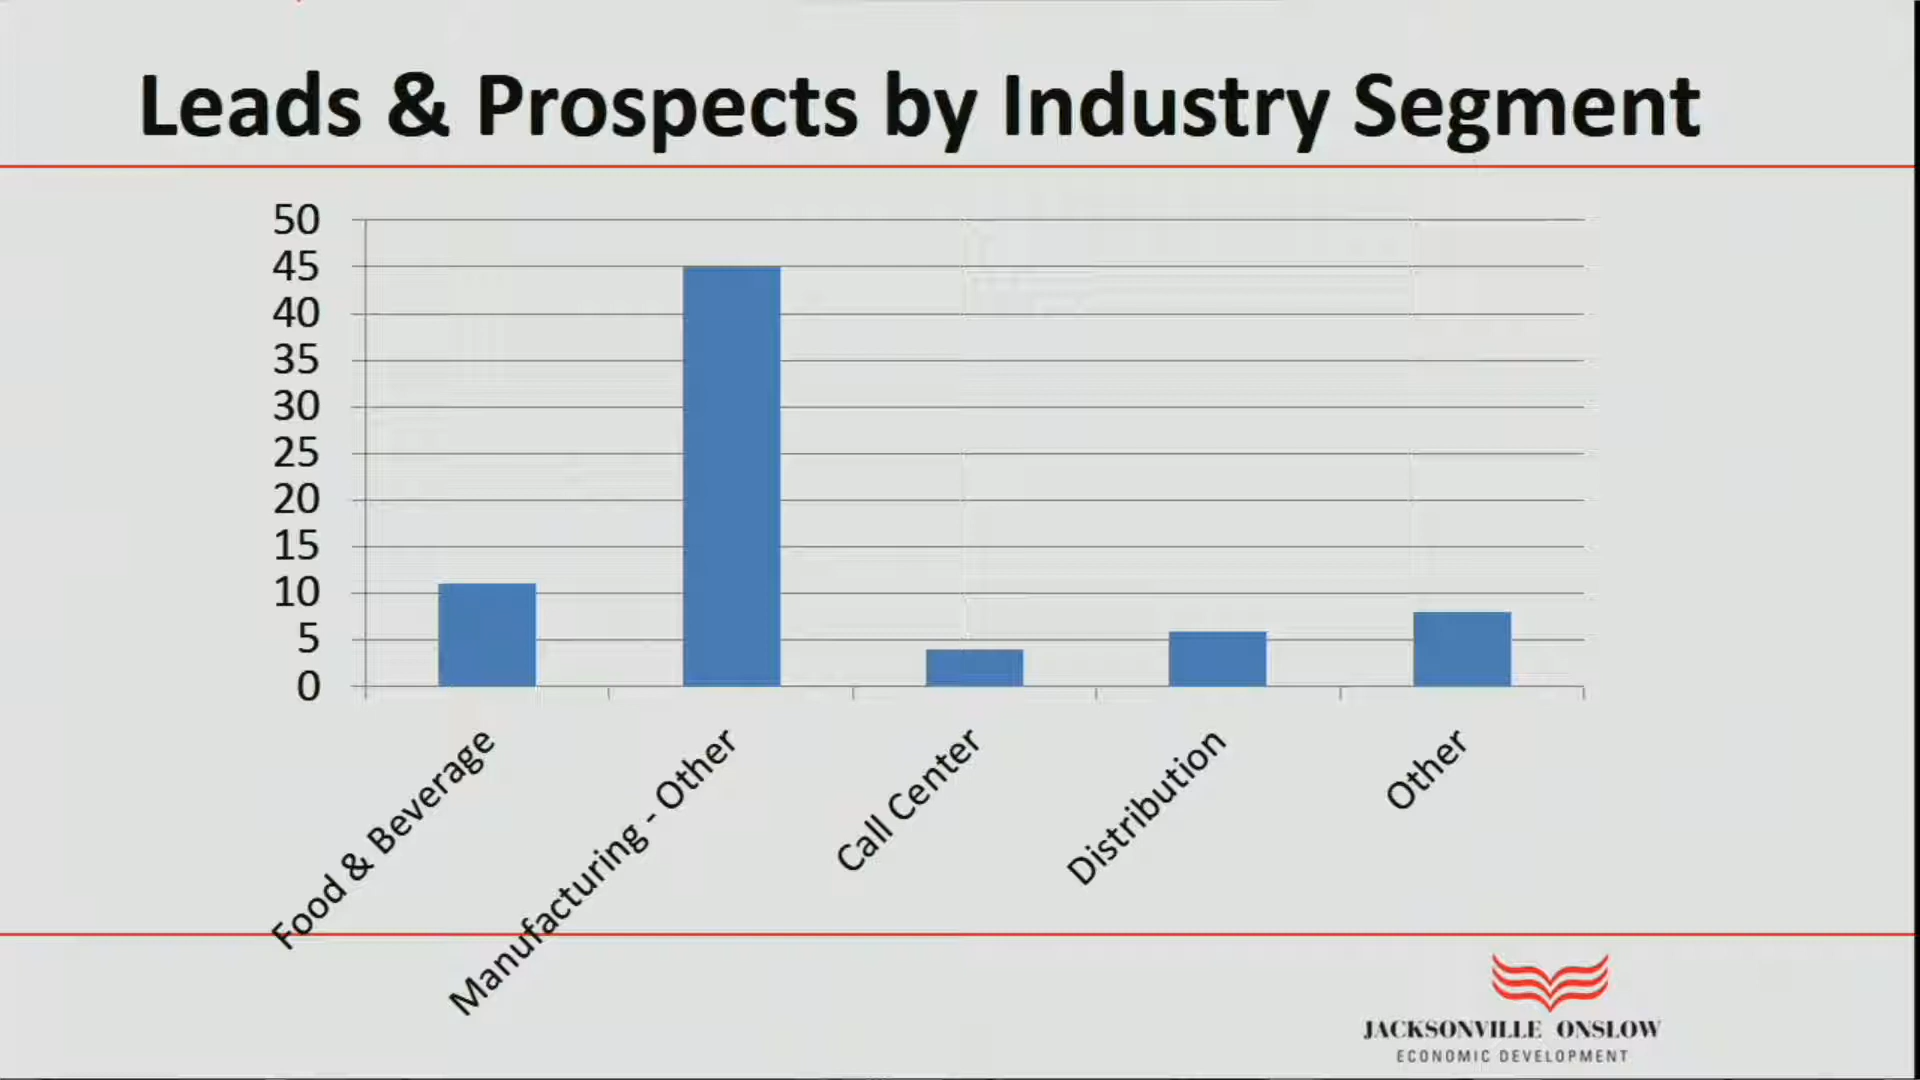 Leads & Prospects by Industry Segment
50
45
40
35
30
25
20
15
10
5
0
Food & Beverage
Manufacturing - Other
Call Center
Distribution
Other
JACKSONVILLE ONSLOW
ECONOMIC DEVELOPMENT